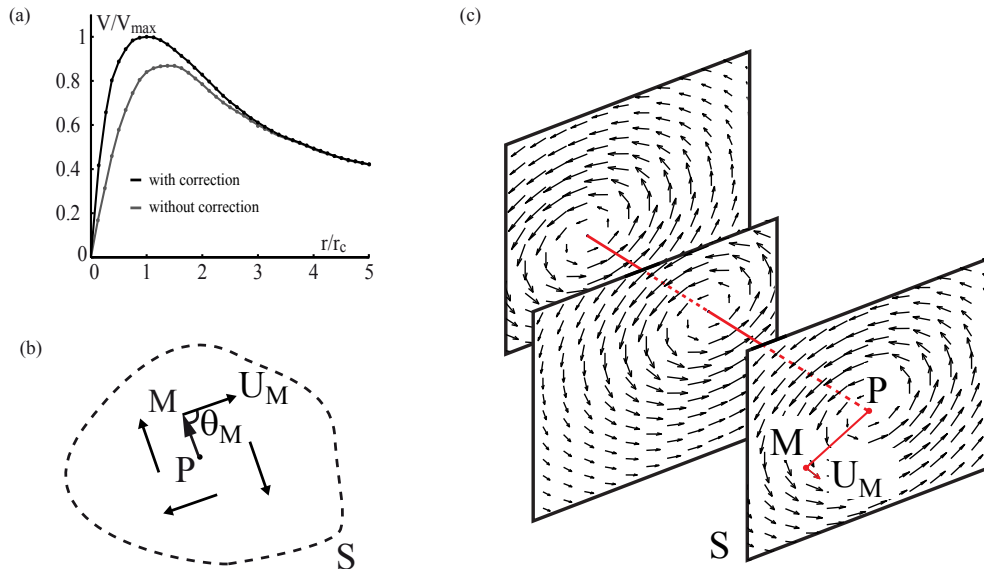 (a)
V/Vmax
1
0.8
0.6
0.4
0.2
0
with correction
without correction
r/rc
0 1 2 3 4 5
(b)
M
UM
θM
P
S
(c)
P
M
UM
S